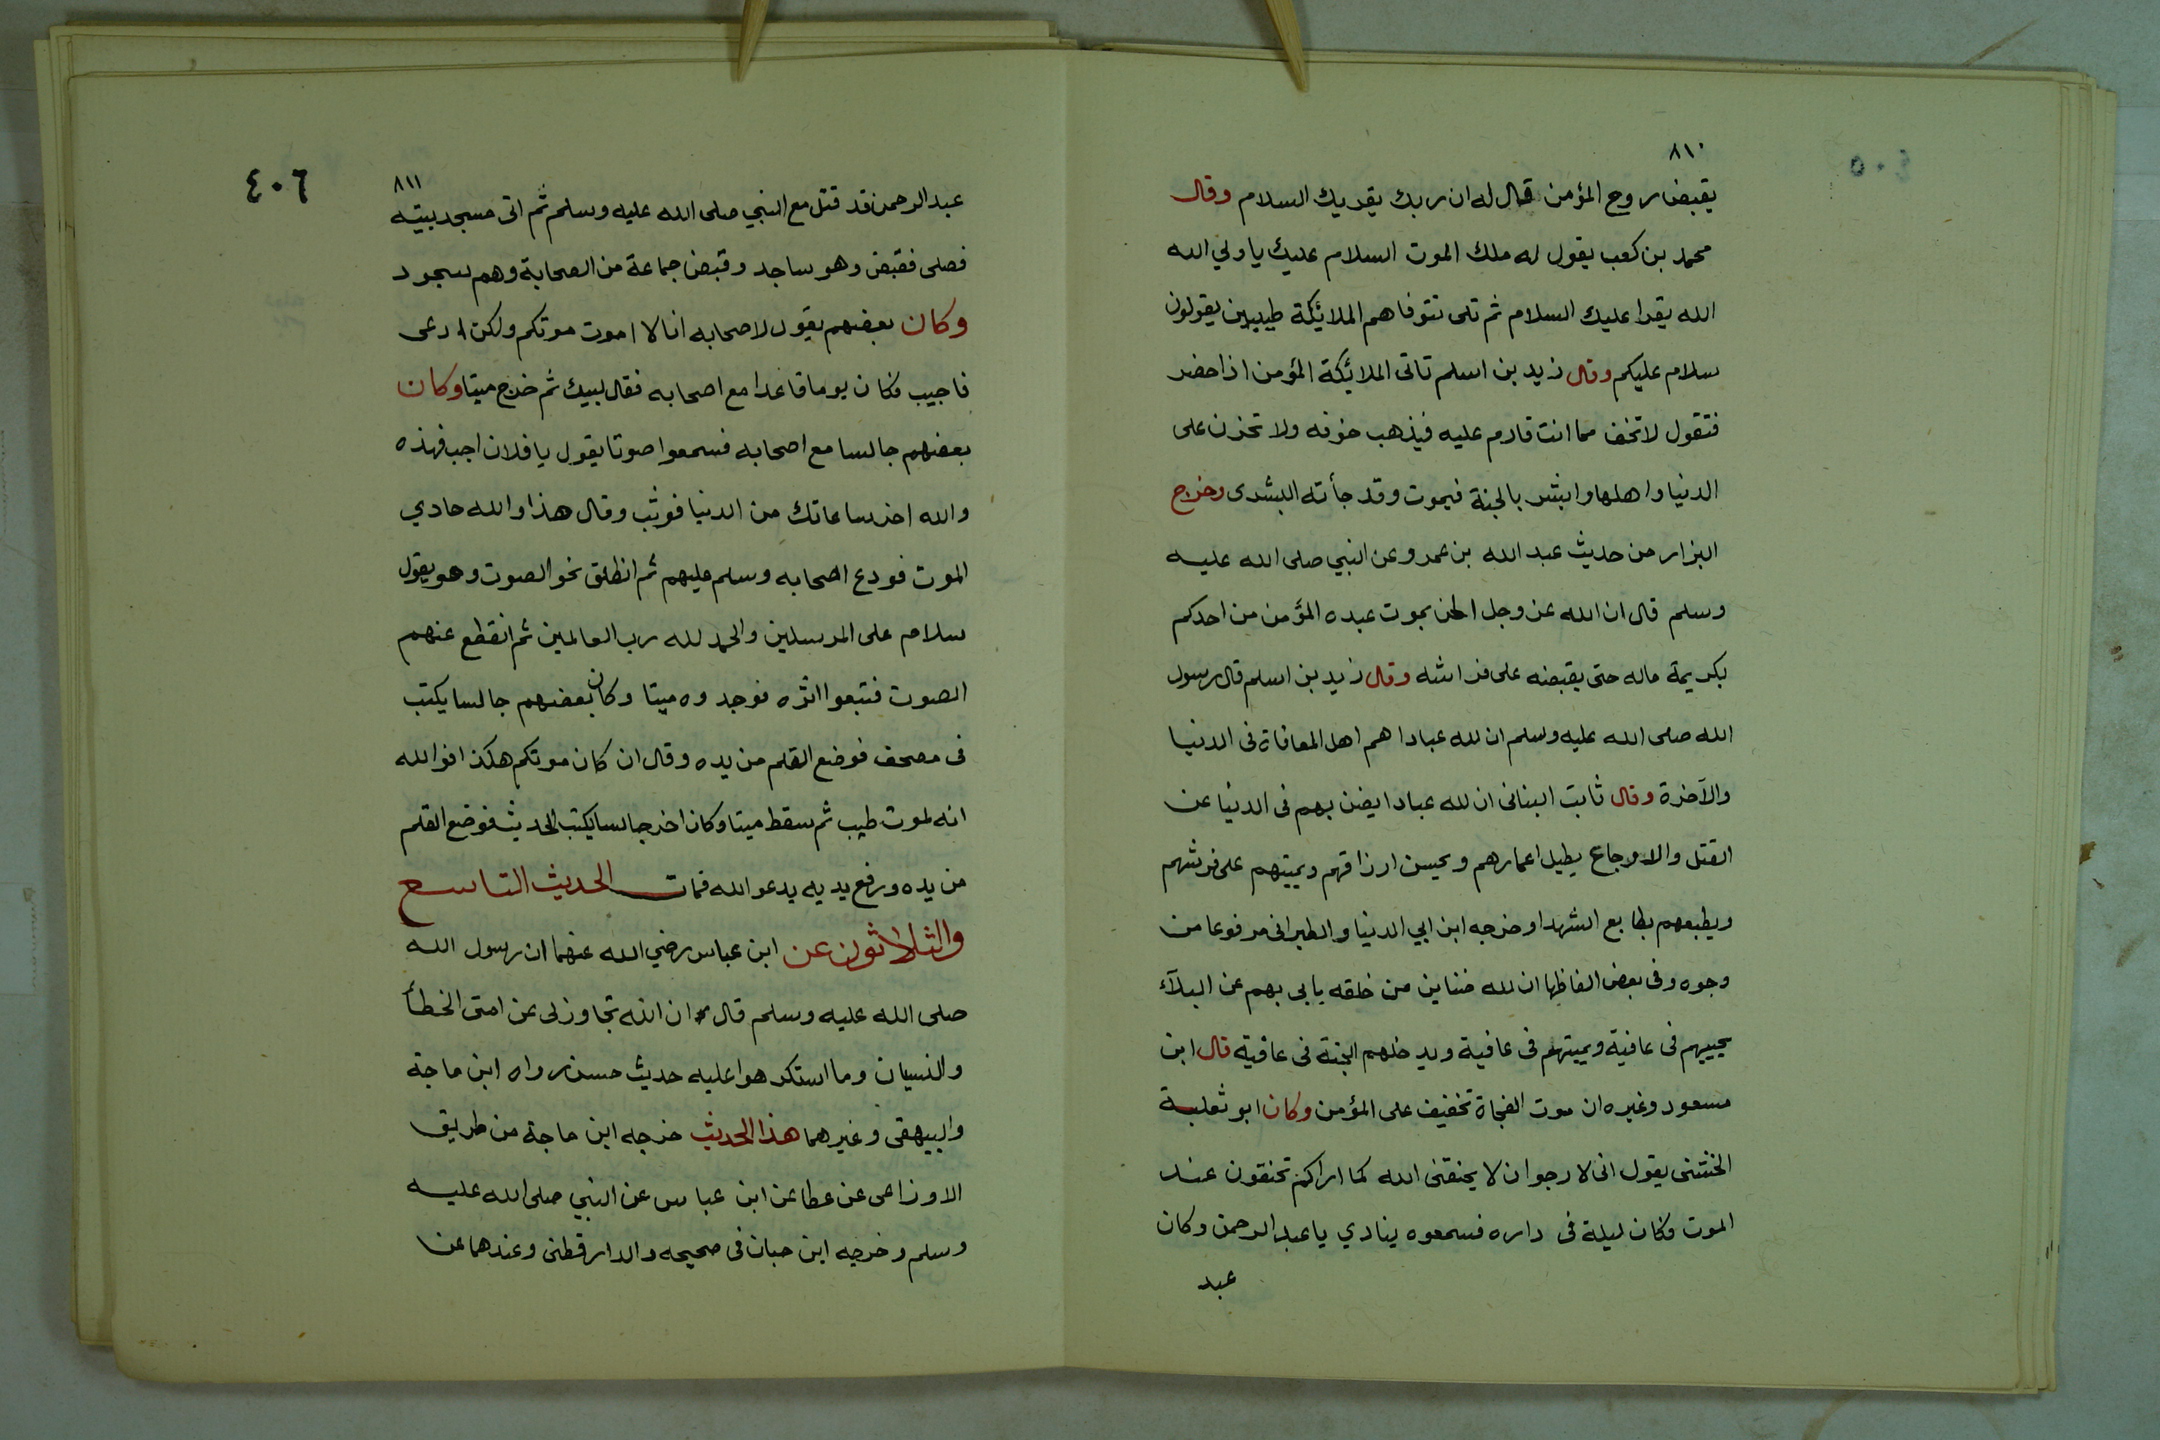 ٨١٠
يقبض روح المؤمن قال له ان ربك يقريك السلام وقال
محمد بن كعب يقول له ملك الموت السلام عليك يا ولي الله
الله يقرا عليك السلام ثم تلى تتوفاهم الملائكة طيبين يقولون
سلام عليكم وقال زيد بن اسلم تاتى الملائكة المؤمن اذا حضر
فتقول لا تخف مما انت قادم عليه فيذهب خوفه ولا تحزن على
الدنيا واهلها وابشر بالجنة فيموت وقد جأته البشرى وخرج
البزار من حديث عبد الله بن عمرو عن النبي صلى الله عليه
وسلم قال ان الله عز وجل اظن بموت عبده المؤمن من احدكم
بكريمة ماله حتى يقبضه على فراشه وقال زيد بن اسلم قال رسول
الله صلى الله عليه وسلم ان لله عبادا هم اهل المعافاة فى الدنيا
والآخرة وقال ثابت البنانى ان لله عبادا يضن بهم فى الدنيا عن
القتل والاوجاع يطيل اعمارهم ويحسن ارزاقهم ويميتهم على فرشهم
ويطبعهم بطابع الشهدا وخرجه ابن ابي الدنيا والطبرانى مرفوعا من
وجوه وفى بعض الفاظها ان لله ضناين من خلقه يابى بهم عن البلآء
يحييهم فى عافية ويميتهم فى عافية ويدخلهم الجنة فى عافية قال ابن
مسعود وغيره ان موت الفجاة تخفيف على المؤمن وكان ابو ثعلبة
الخشنى يقول انى لارجو ان لا يخنقنى الله كما اراكم تخنقون عند
الموت فكان ليلة فى داره فسمعوه ينادي يا عبد الرحمن وكان
عبد
٤٠٦
٨١١
عبد الرحمن قد قتل مع النبي صلى الله عليه وسلم ثم اتى مسجد بيته
فصلى فقبض وهو ساجد وقبض جماعة من الصحابة وهم سجود
وكان بعضهم يقول لاصحابه انا لا اموت موتكم ولكن ادعى
فاجيب فكان يوما قاعدا مع اصحابه فقال لبيك ثم خرج ميتا وكان
بعضهم جالسا مع اصحابه فسمعوا صوتا يقول يا فلان اجب فهذه
والله اخر ساعاتك من الدنيا فوثب وقال هذا والله حادي
الموت فودع اصحابه وسلم عليهم ثم انطلق نحو الصوت وهو يقول
سلام على المرسلين والحمد لله رب العالمين ثم انقطع عنهم
الصوت فتبعوا اثره فوجدوه ميتا وكان بعضهم جالسا يكتب
فى مصحف فوضع القلم من يده وقال ان كان موتكم هكذا فوالله
انه لموت طيب ثم سقط ميتا وكان اخر جالسا يكتب الحديث فوضع القلم
من يده ورفع يديه يدعو الله فمات الحديث التاسع
والثلاثون عن ابن عباس رضي الله عنهما ان رسول الله
صلى الله عليه وسلم قال ان الله تجاوز لى عن امتى الخطأ
والنسيان وما استكرهوا عليه حديث حسن رواه ابن ماجة
والبيهقى وغيرهما هذا الحديث خرجه ابن ماجة من طريق
الاوزاعى عن عطا عن ابن عباس عن النبي صلى الله عليه
وسلم وخرجه ابن حبان فى صحيحه والدارقطنى وعندهما عن